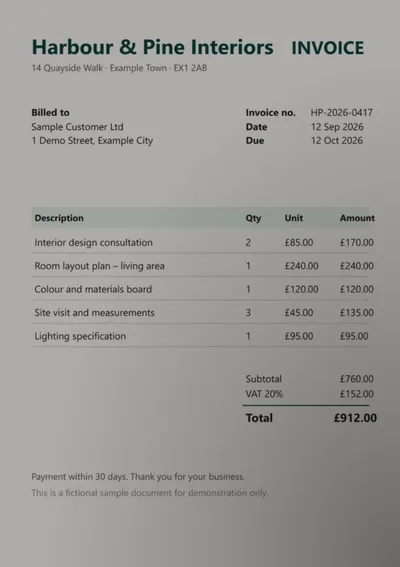 Harbour & Pine Interiors INVOICE
14 Quayside Walk · Example Town · EX1 2AB
Billed to
Sample Customer Ltd
1 Demo Street, Example City
Invoice no. HP-2026-0417
Date 12 Sep 2026
Due 12 Oct 2026
Description Qty Unit Amount
Interior design consultation 2 £85.00 £170.00
Room layout plan – living area 1 £240.00 £240.00
Colour and materials board 1 £120.00 £120.00
Site visit and measurements 3 £45.00 £135.00
Lighting specification 1 £95.00 £95.00
Subtotal £760.00
VAT 20% £152.00
Total £912.00
Payment within 30 days. Thank you for your business.
This is a fictional sample document for demonstration only.